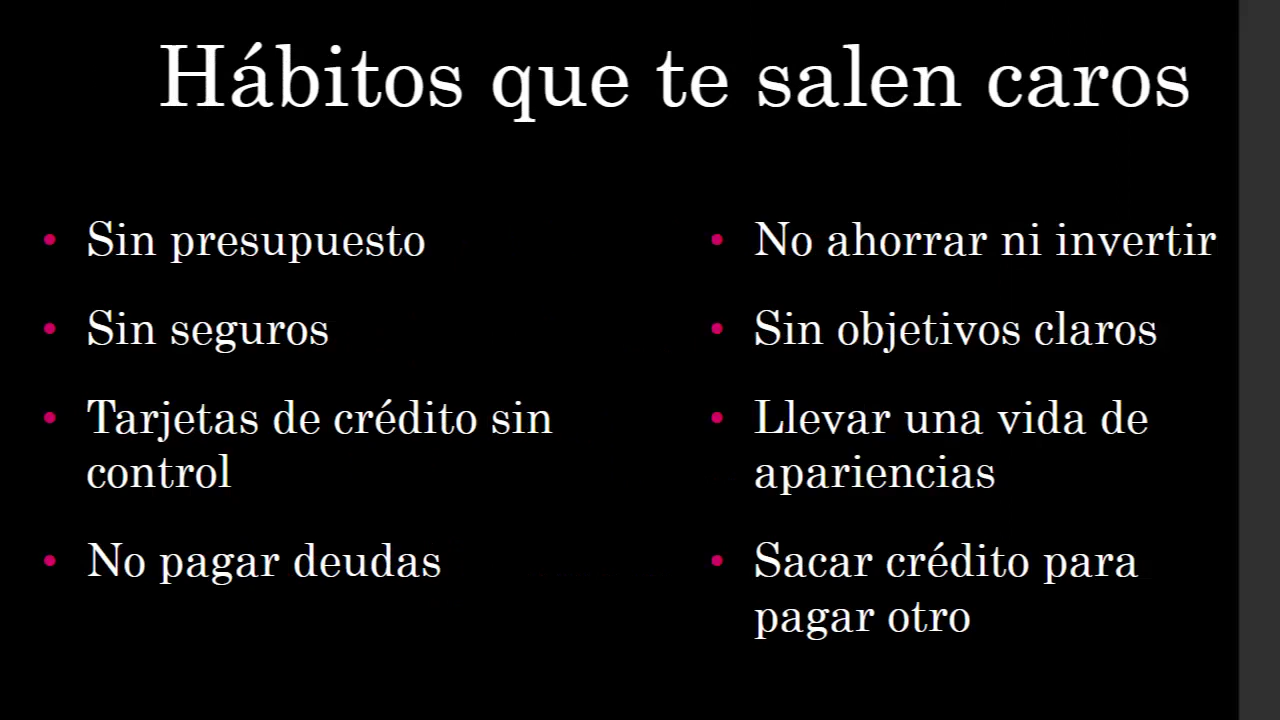 Hábitos que te salen caros
• Sin presupuesto
• Sin seguros
• Tarjetas de crédito sin
control
• No pagar deudas
• No ahorrar ni invertir
• Sin objetivos claros
• Llevar una vida de
apariencias
• Sacar crédito para
pagar otro